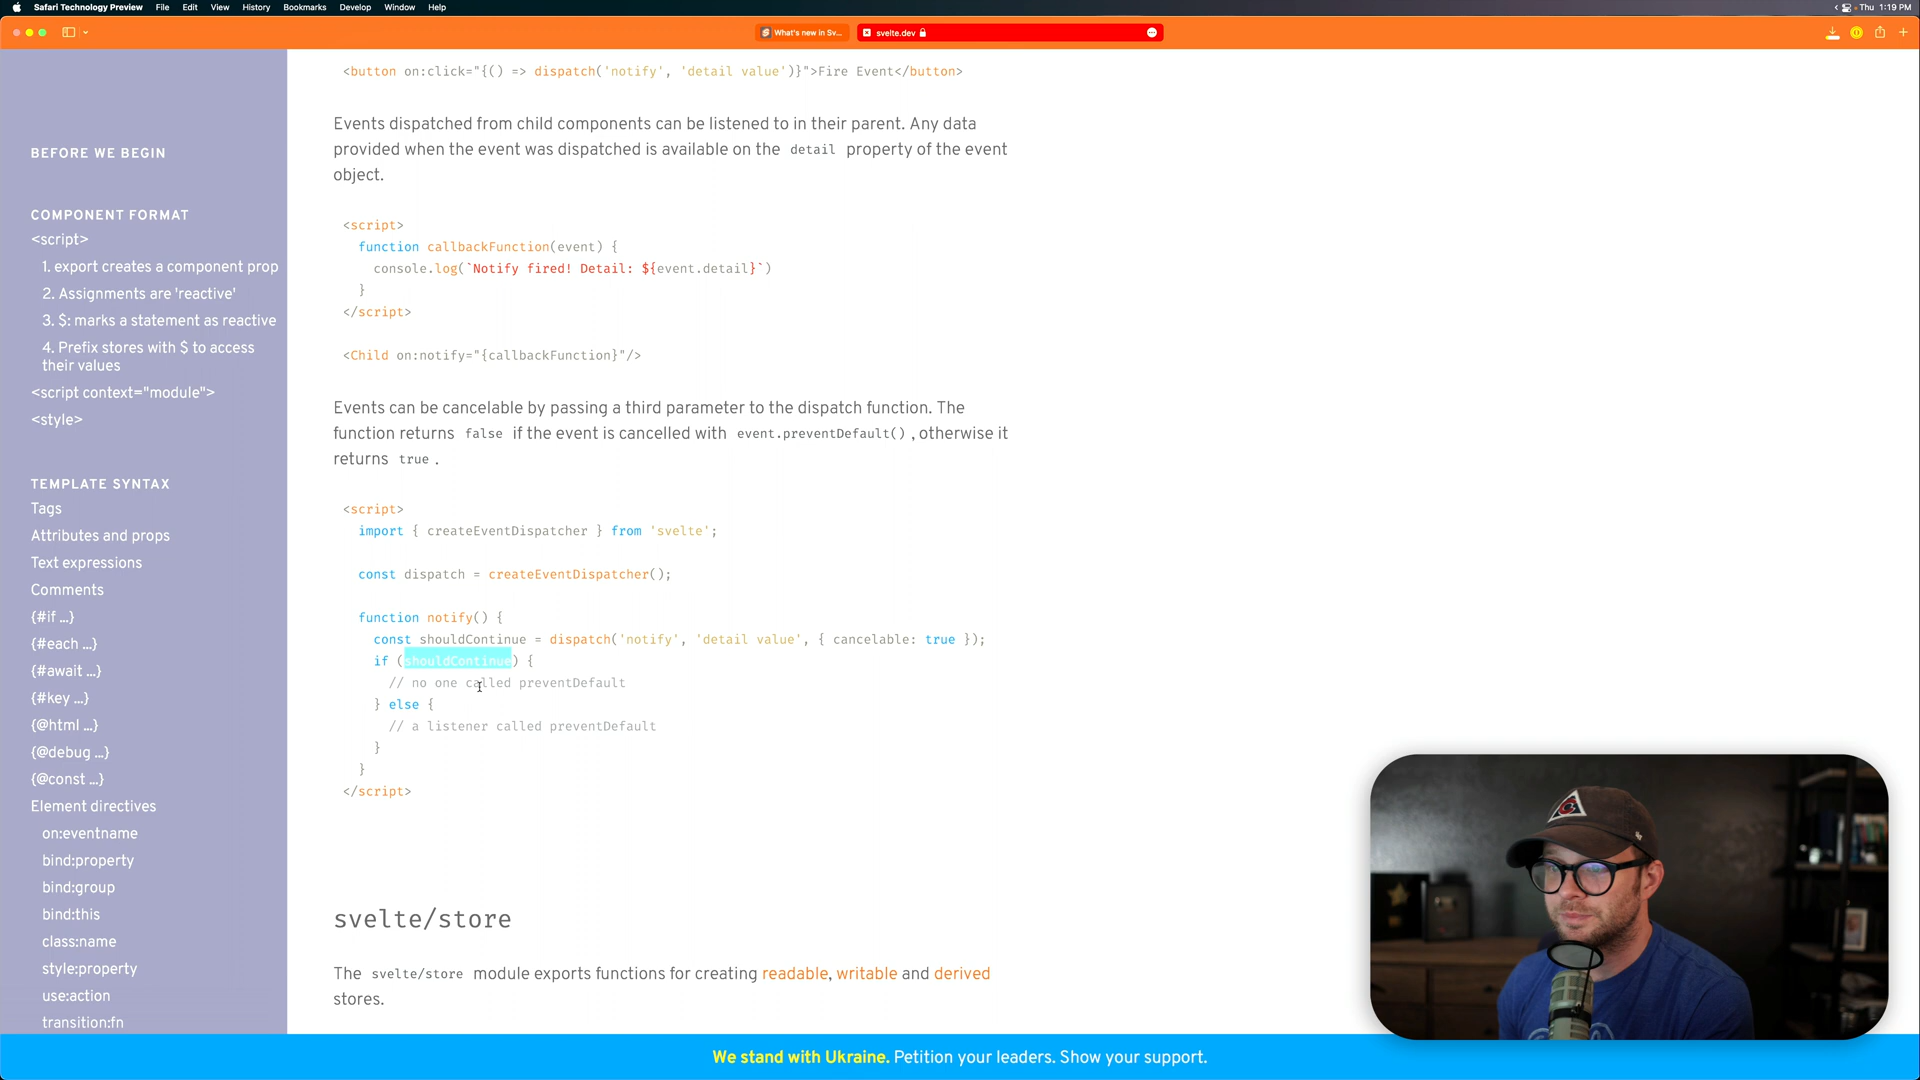 Safari Technology Preview File Edit View History Bookmarks Develop Window Help Thu 1:19 PM
What's new in Sv... svelte.dev
BEFORE WE BEGIN
COMPONENT FORMAT
<script>
1. export creates a component prop
2. Assignments are 'reactive'
3. $: marks a statement as reactive
4. Prefix stores with $ to access
their values
<script context="module">
<style>
TEMPLATE SYNTAX
Tags
Attributes and props
Text expressions
Comments
{#if ...}
{#each ...}
{#await ...}
{#key ...}
{@html ...}
{@debug ...}
{@const ...}
Element directives
on:eventname
bind:property
bind:group
bind:this
class:name
style:property
use:action
transition:fn
<button on:click="{() => dispatch('notify', 'detail value')}">Fire Event</button>
Events dispatched from child components can be listened to in their parent. Any data
provided when the event was dispatched is available on the detail property of the event
object.
<script>
function callbackFunction(event) {
console.log(`Notify fired! Detail: ${event.detail}`)
}
</script>
<Child on:notify="{callbackFunction}"/>
Events can be cancelable by passing a third parameter to the dispatch function. The
function returns false if the event is cancelled with event.preventDefault() , otherwise it
returns true .
<script>
import { createEventDispatcher } from 'svelte';
const dispatch = createEventDispatcher();
function notify() {
const shouldContinue = dispatch('notify', 'detail value', { cancelable: true });
if (shouldContinue) {
// no one called preventDefault
} else {
// a listener called preventDefault
}
}
</script>
svelte/store
The svelte/store module exports functions for creating readable, writable and derived
stores.
We stand with Ukraine. Petition your leaders. Show your support.